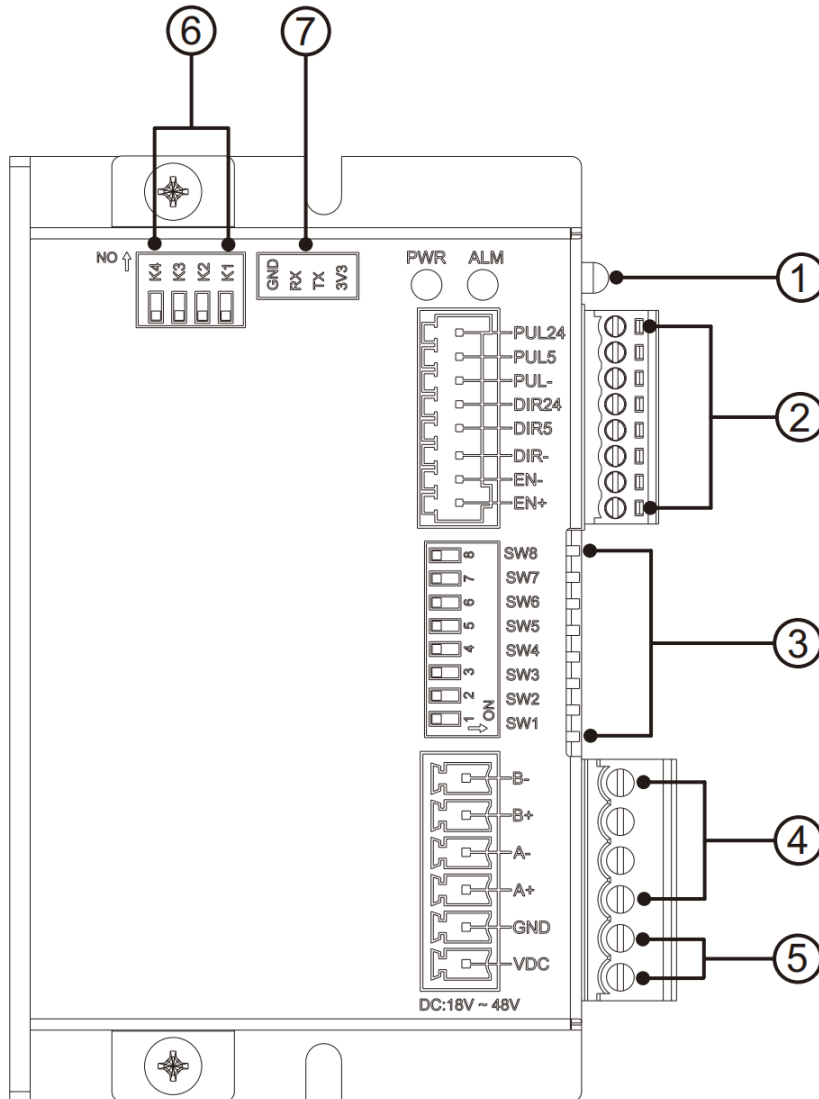 ⑥ ⑦
NO ⇧ K4 K3 K2 K1
GND RX TX 3V3
PWR ALM
①
PUL24
PUL5
PUL-
DIR24
②
DIR5
DIR-
EN-
EN+
8 SW8
7 SW7
6 SW6
5 SW5
③
4 SW4
3 SW3
2 SW2
1 ⇨ ON SW1
B-
B+
④
A-
A+
GND
⑤
VDC
DC:18V ~ 48V